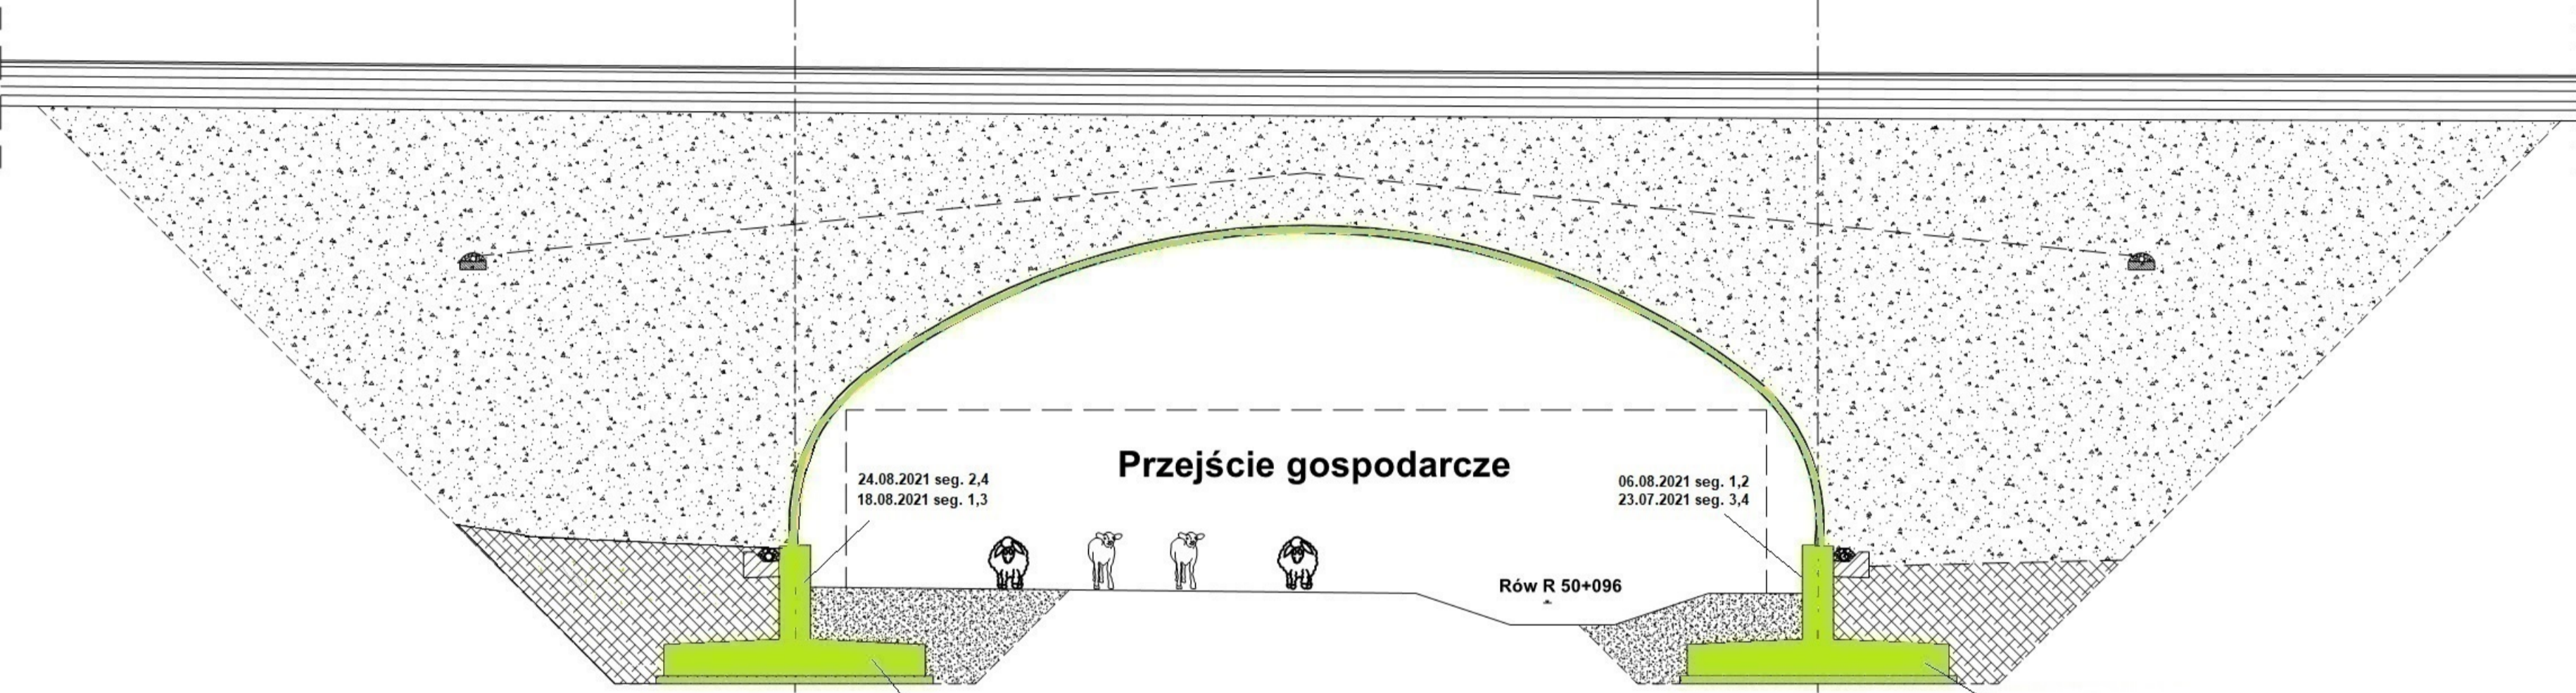 Przejście gospodarcze
24.08.2021 seg. 2,4
18.08.2021 seg. 1,3
06.08.2021 seg. 1,2
23.07.2021 seg. 3,4
Rów R 50+096